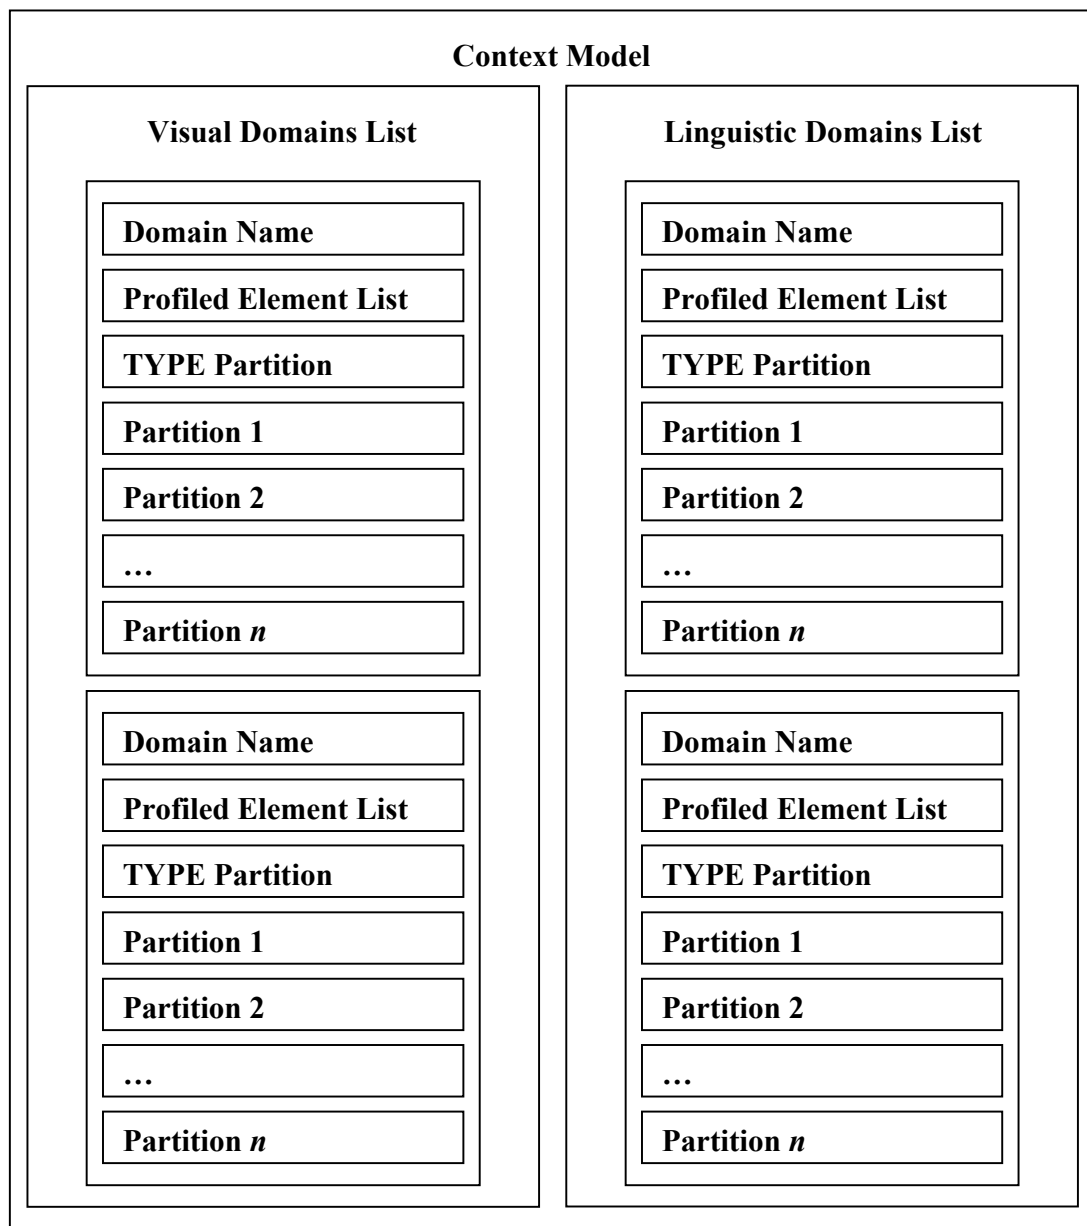 Context Model
Visual Domains List
Domain Name
Profiled Element List
TYPE Partition
Partition 1
Partition 2
…
Partition n
Domain Name
Profiled Element List
TYPE Partition
Partition 1
Partition 2
…
Partition n
Linguistic Domains List
Domain Name
Profiled Element List
TYPE Partition
Partition 1
Partition 2
…
Partition n
Domain Name
Profiled Element List
TYPE Partition
Partition 1
Partition 2
…
Partition n